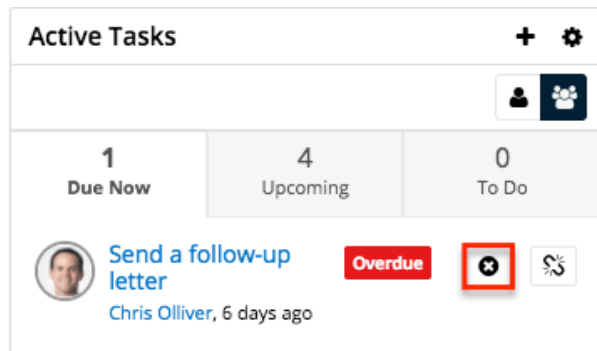 Active Tasks
1 4 0
Due Now Upcoming To Do
Send a follow-up Overdue
letter
Chris Olliver, 6 days ago